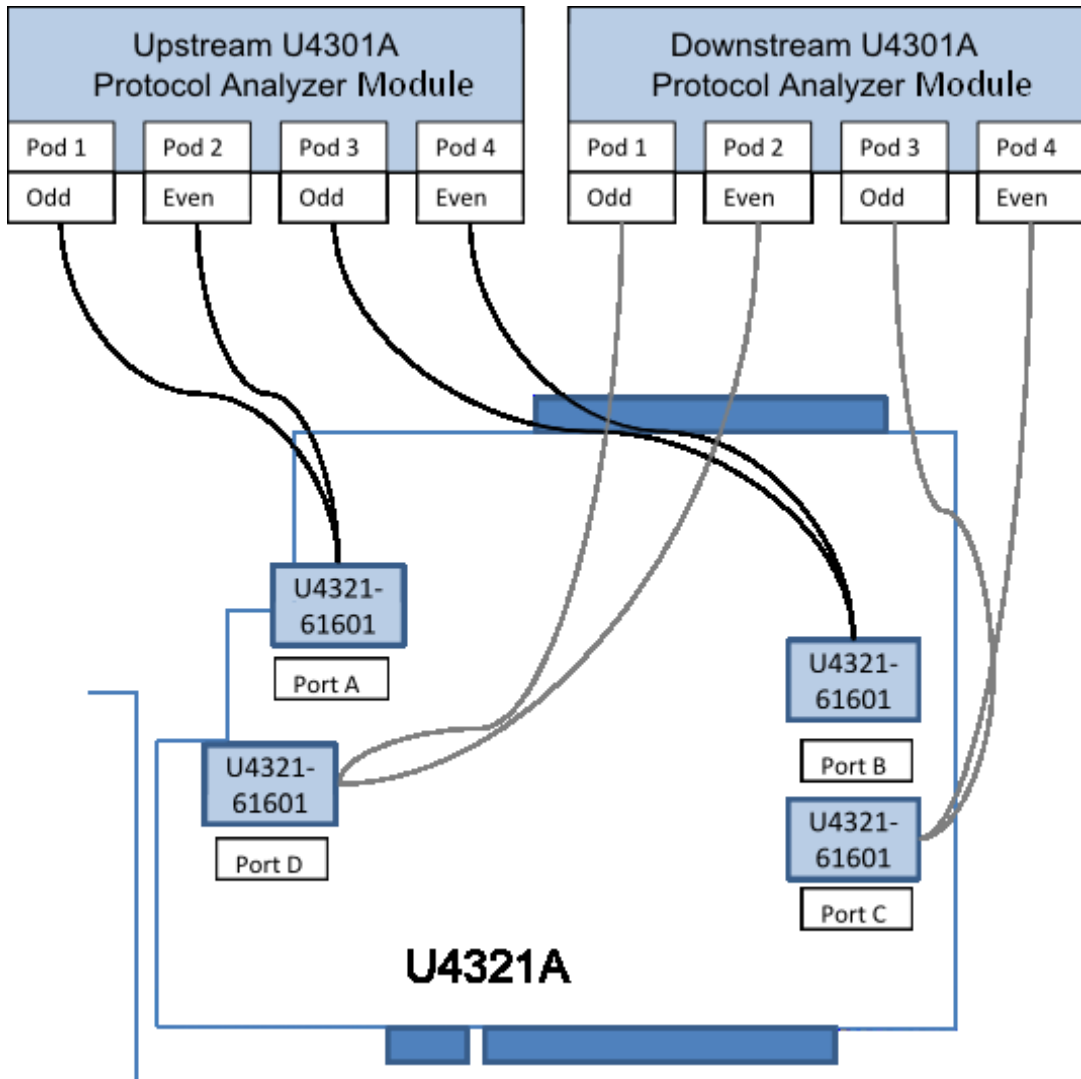 Upstream U4301A
Protocol Analyzer Module
Downstream U4301A
Protocol Analyzer Module
Pod 1
Pod 2
Pod 3
Pod 4
Pod 1
Pod 2
Pod 3
Pod 4
Odd
Even
Odd
Even
Odd
Even
Odd
Even
U4321-
61601
Port A
U4321-
61601
Port B
U4321-
61601
Port D
U4321-
61601
Port C
U4321A